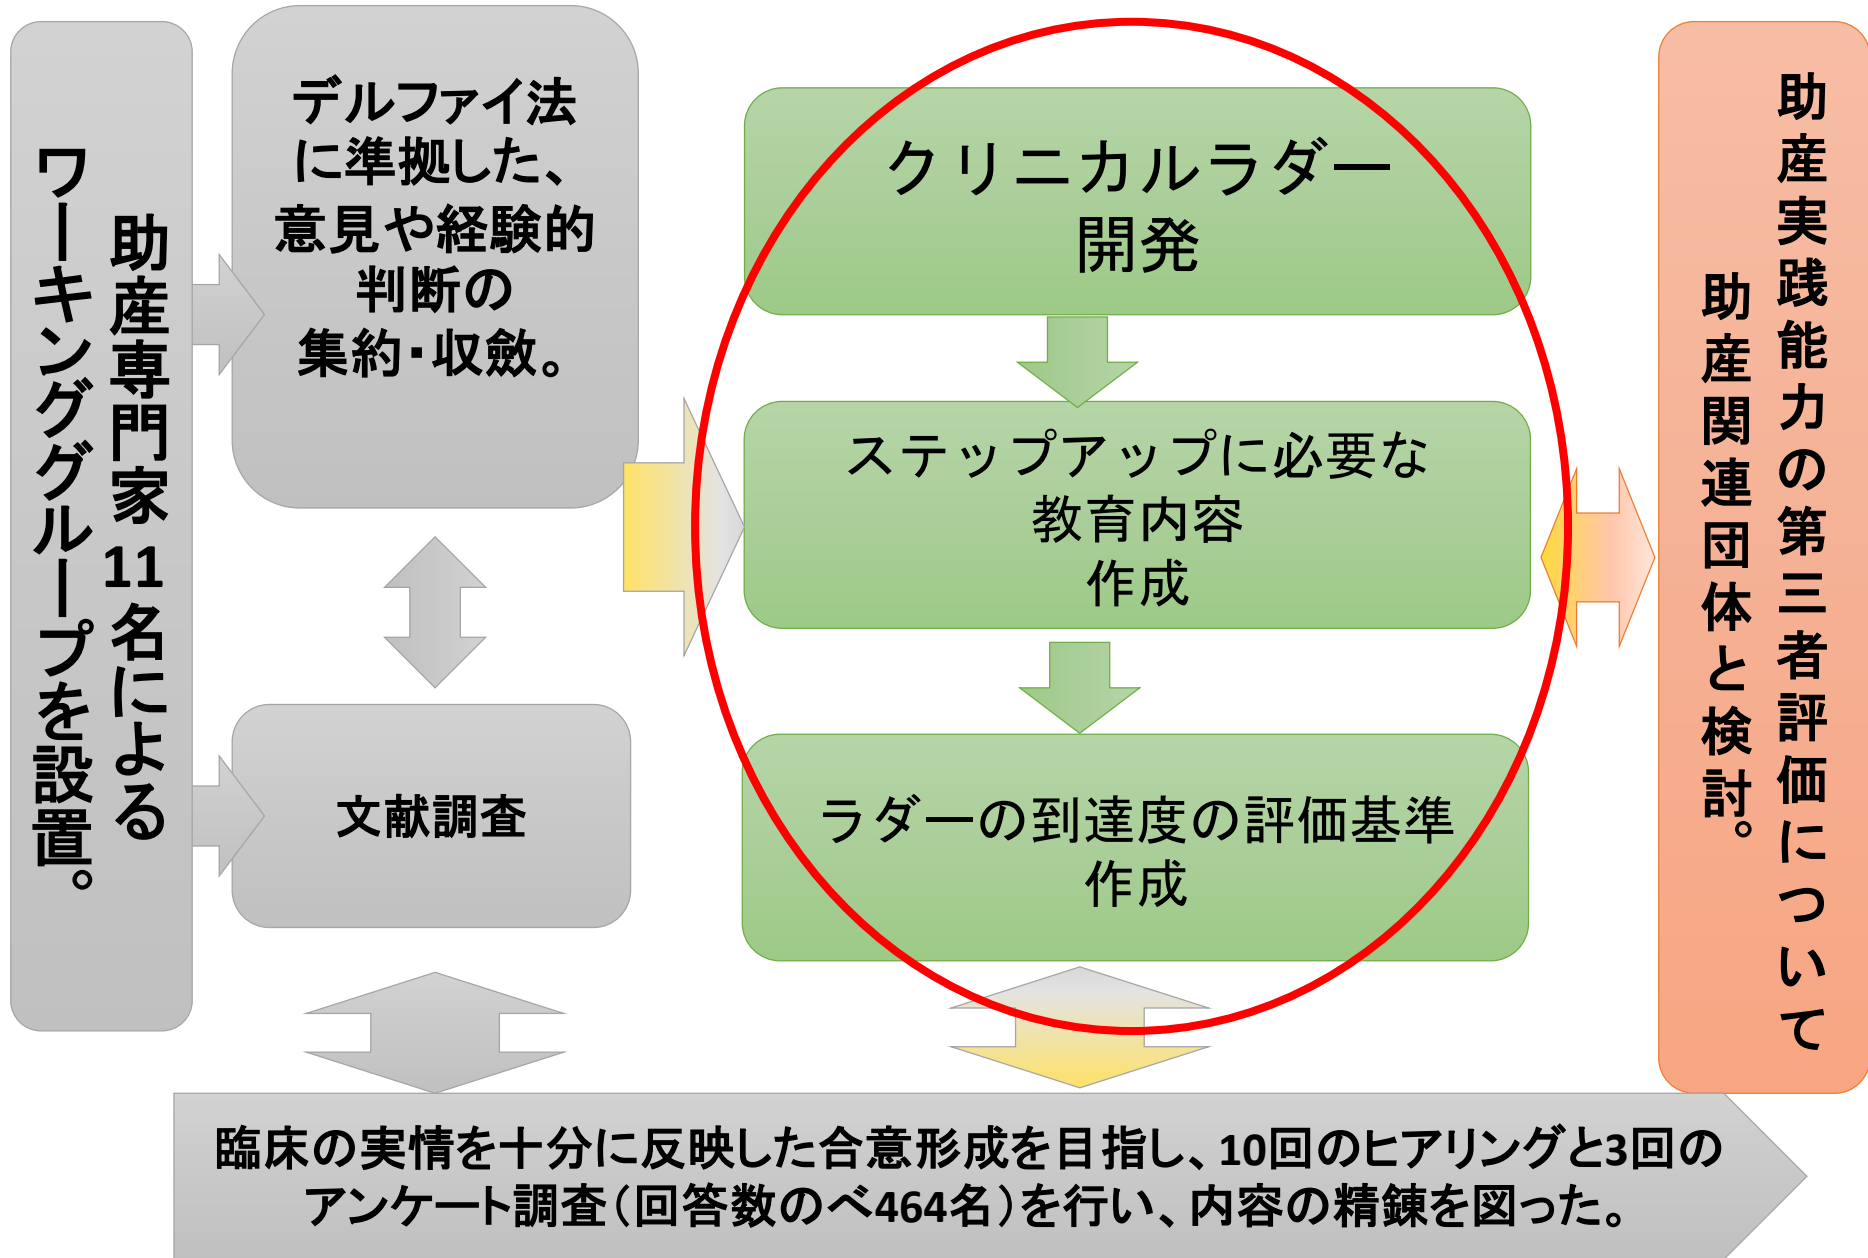 助産専門家11名による
ワーキンググループを設置。
デルファイ法
に準拠した、
意見や経験的
判断の
集約・収斂。
文献調査
クリニカルラダー
開発
ステップアップに必要な
教育内容
作成
ラダーの到達度の評価基準
作成
助産実践能力の第三者評価について
助産関連団体と検討。
臨床の実情を十分に反映した合意形成を目指し、10回のヒアリングと3回の
アンケート調査（回答数のべ464名）を行い、内容の精錬を図った。